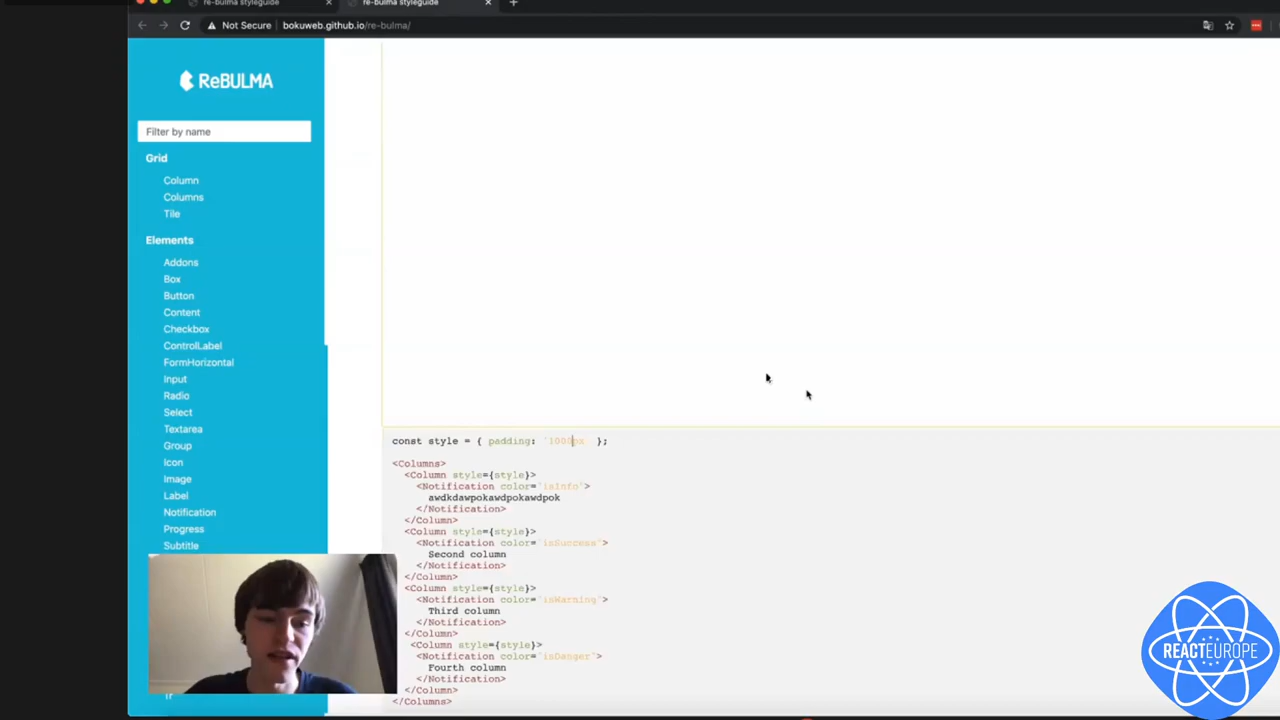 re-bulma styleguide
re-bulma styleguide
Not Secure
bokuweb.github.io/re-bulma/
ReBULMA
Filter by name
Grid
Column
Columns
Tile
Elements
Addons
Box
Button
Content
Checkbox
ControlLabel
FormHorizontal
Input
Radio
Select
Textarea
Group
Icon
Image
Label
Notification
Progress
Subtitle
Tr
const style = { padding: `1000px` };
<Columns>
<Column style={style}>
<Notification color="isInfo">
awdkdawpokawdpokawdpok
</Notification>
</Column>
<Column style={style}>
<Notification color="isSuccess">
Second column
</Notification>
</Column>
<Column style={style}>
<Notification color="isWarning">
Third column
</Notification>
</Column>
<Column style={style}>
<Notification color="isDanger">
Fourth column
</Notification>
</Column>
</Columns>
REACTEUROPE